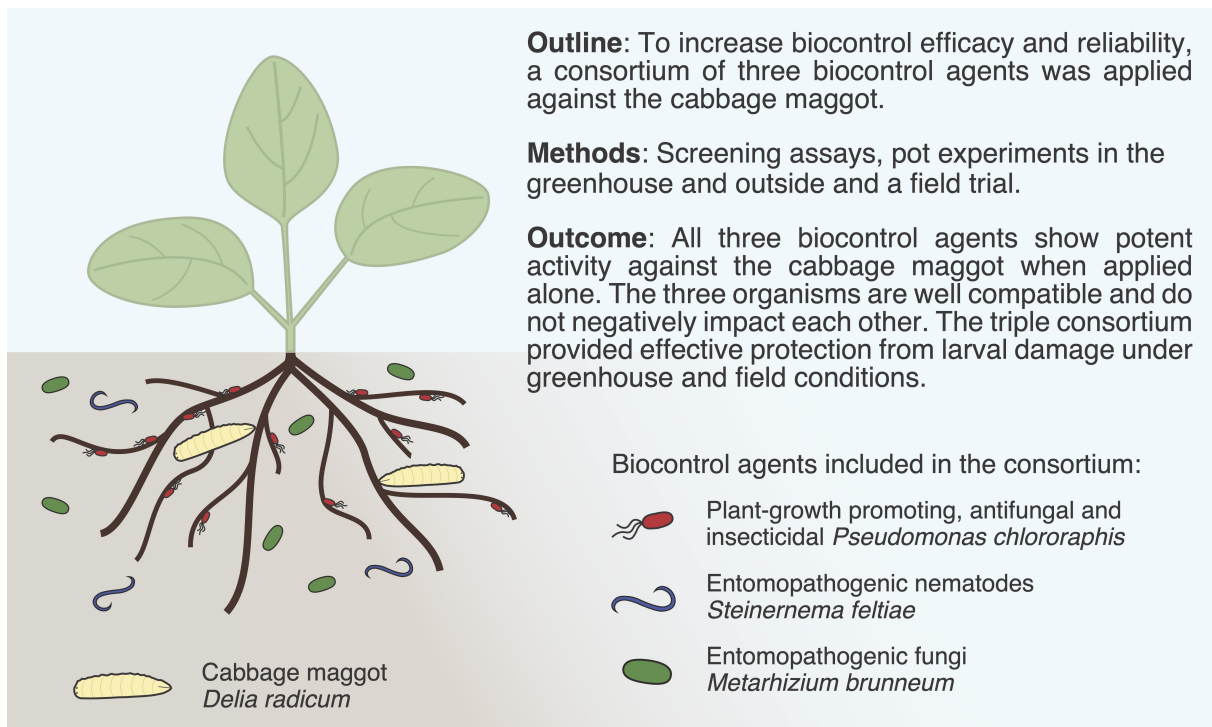 Outline: To increase biocontrol efficacy and reliability,
a consortium of three biocontrol agents was applied
against the cabbage maggot.
Methods: Screening assays, pot experiments in the
greenhouse and outside and a field trial.
Outcome: All three biocontrol agents show potent
activity against the cabbage maggot when applied
alone. The three organisms are well compatible and do
not negatively impact each other. The triple consortium
provided effective protection from larval damage under
greenhouse and field conditions.
Biocontrol agents included in the consortium:
Plant-growth promoting, antifungal and
insecticidal Pseudomonas chlororaphis
Entomopathogenic nematodes
Steinernema feltiae
Entomopathogenic fungi
Metarhizium brunneum
Cabbage maggot
Delia radicum